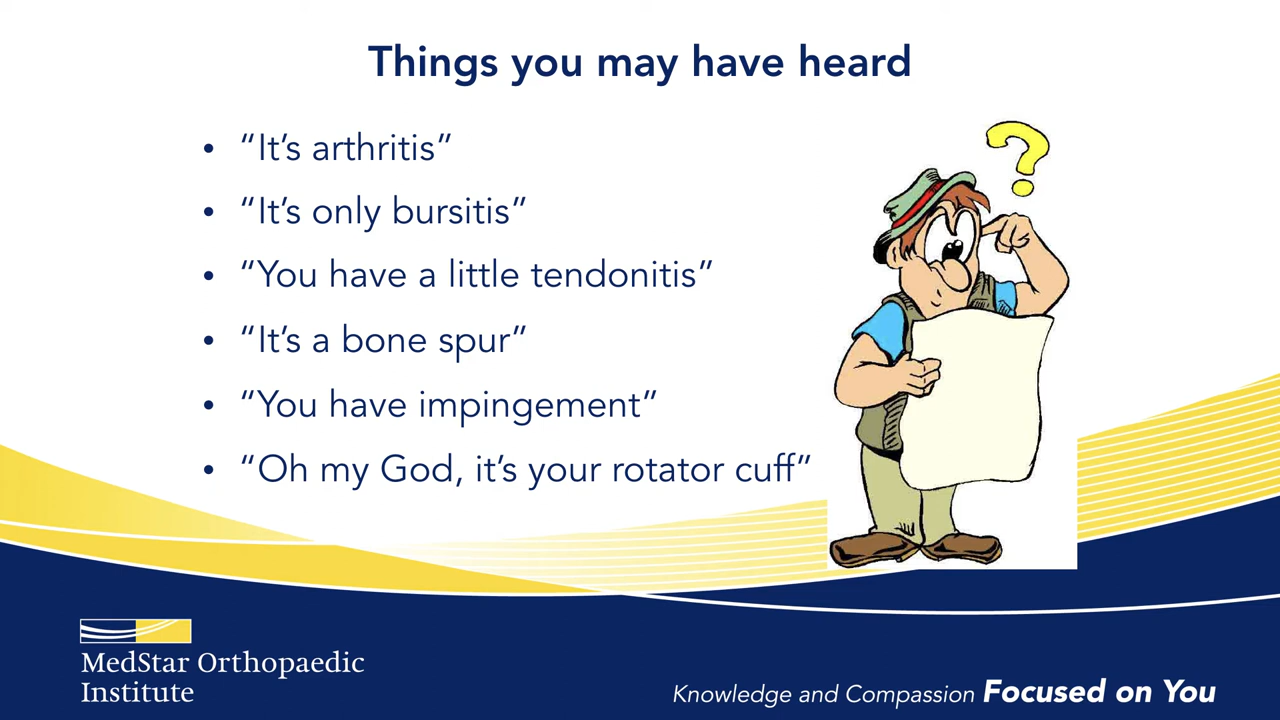 Things you may have heard
• “It’s arthritis”
• “It’s only bursitis”
• “You have a little tendonitis”
• “It’s a bone spur”
• “You have impingement”
• “Oh my God, it’s your rotator cuff”
?
MedStar Orthopaedic
Institute
Knowledge and Compassion Focused on You